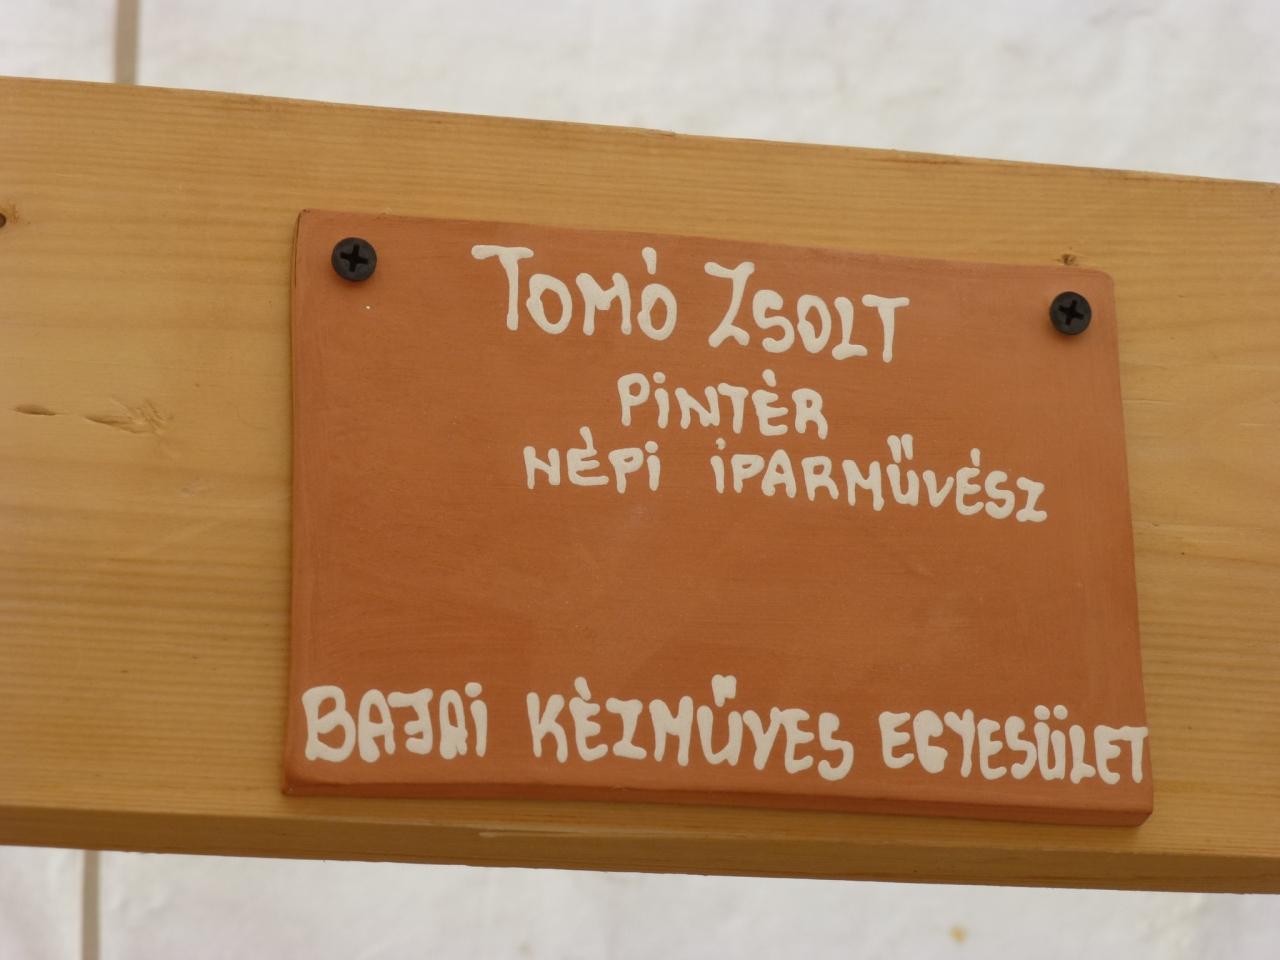 TOMÓ ZSOLT
PINTÉR
NÉPI IPARMŰVÉSZ
BAJAI KÉZMŰVES EGYESÜLET